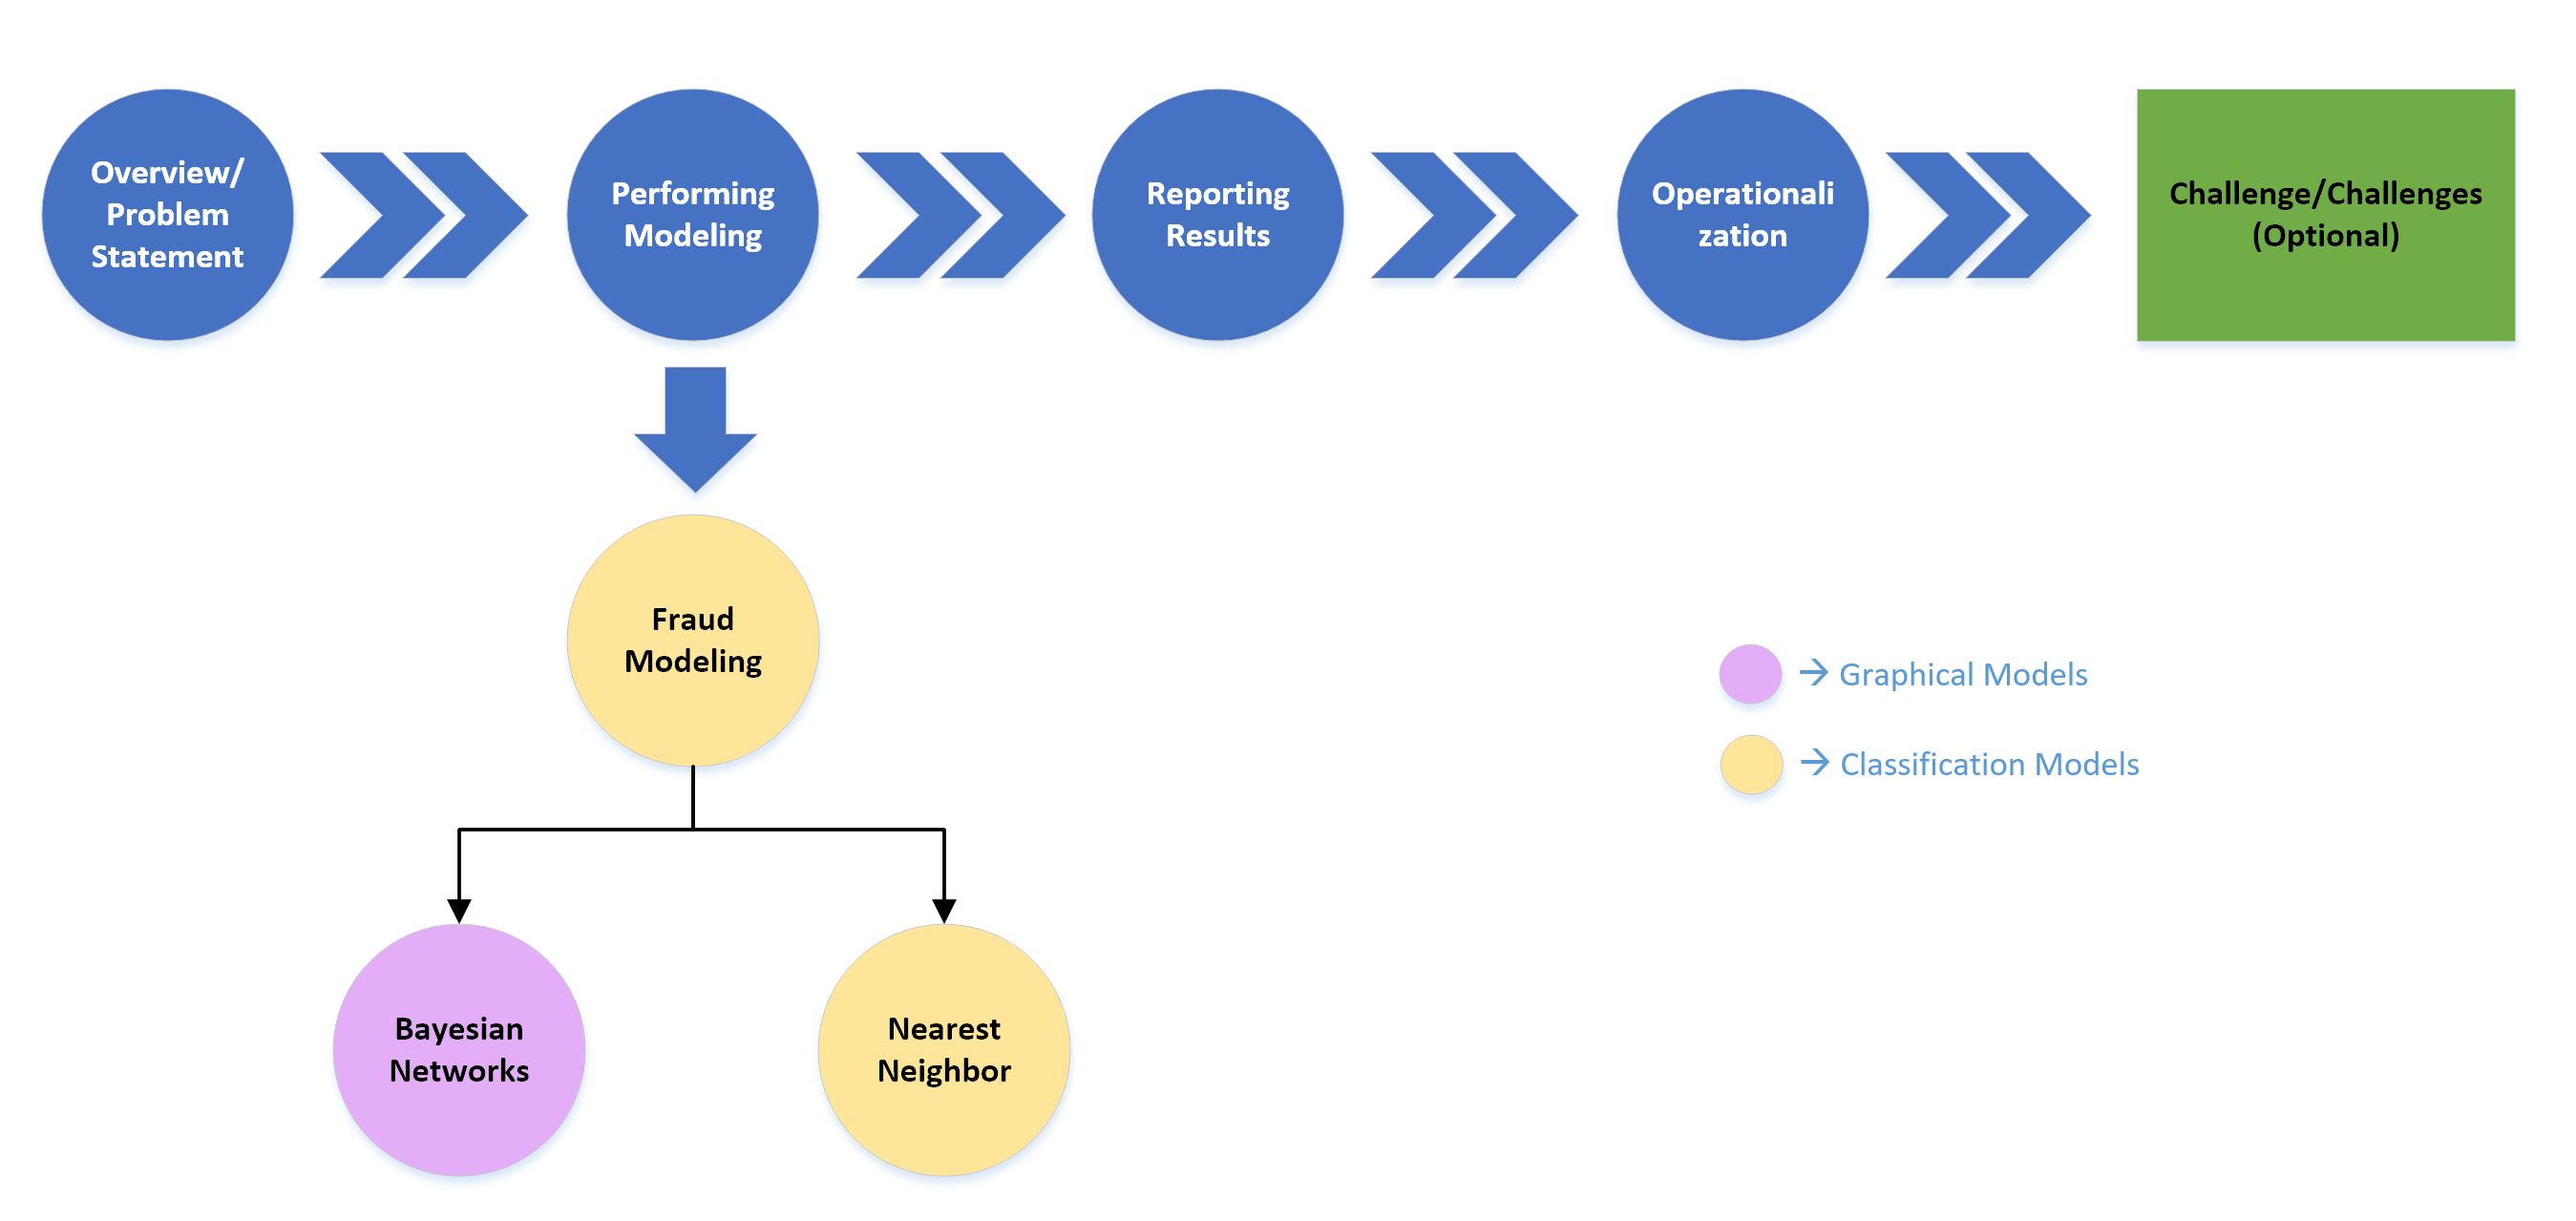 Overview/
Problem
Statement
Performing
Modeling
Reporting
Results
Operationali
zation
Challenge/Challenges
(Optional)
Fraud
Modeling
→ Graphical Models
→ Classification Models
Bayesian
Networks
Nearest
Neighbor